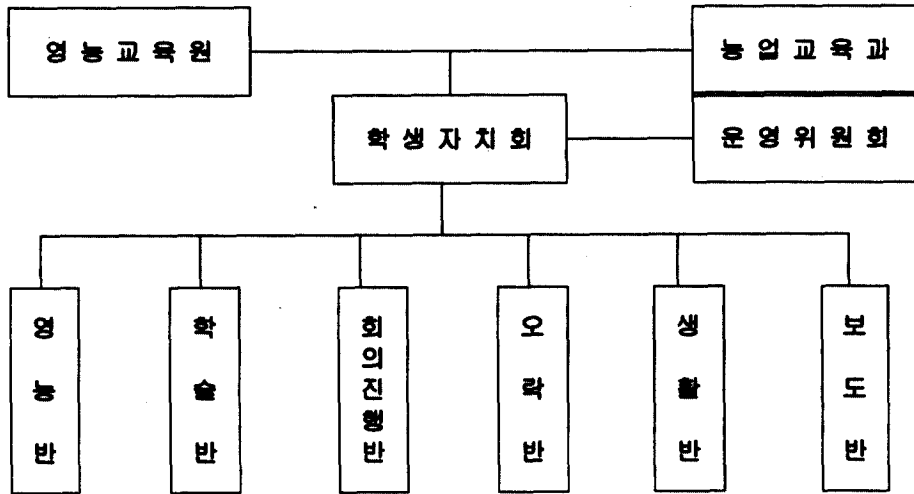 영 농 교 육 원
농 업 교 육 과
학 생 자 치 회
운 영 위 원 회
영 농 반
학 술 반
회 의 진 행 반
오 락 반
생 활 반
보 도 반